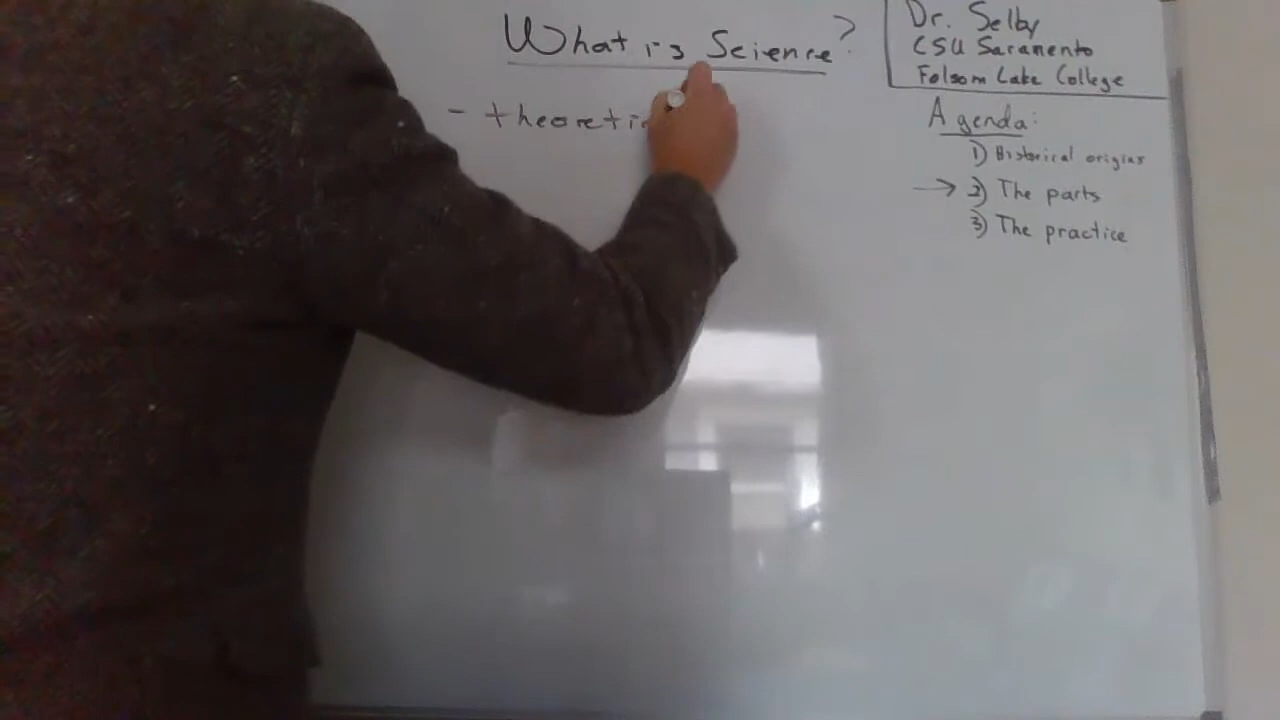 What is Science?
- theoreti
Dr. Selby
CSU Saramento
Folsom Lake College
Agenda:
1) Historical origins
→ 2) The parts
3) The practice